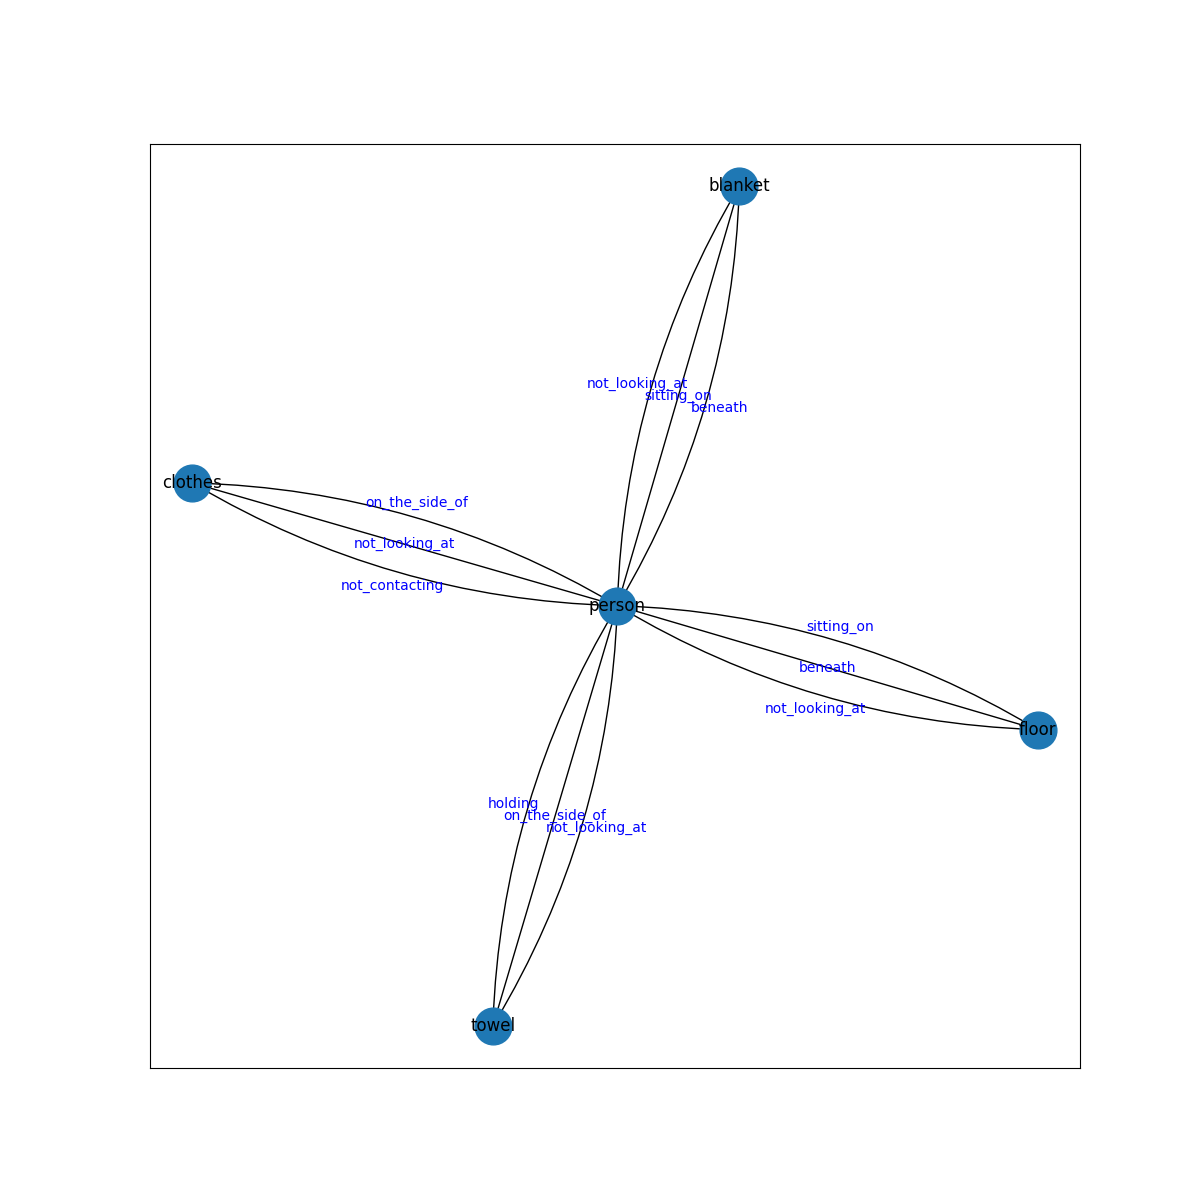 blanket
not_looking_at
sitting_on
beneath
clothes
on_the_side_of
not_looking_at
not_contacting
person
sitting_on
beneath
not_looking_at
floor
holding
on_the_side_of
not_looking_at
towel